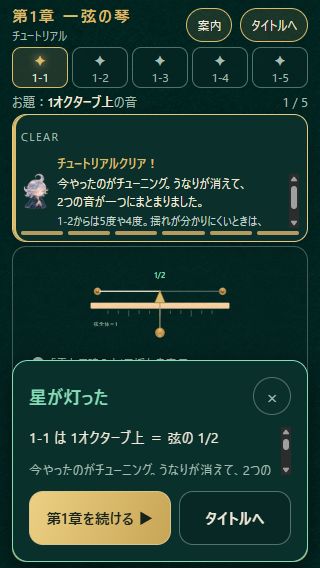 第1章 一弦の琴
チュートリアル
案内
タイトルへ
1-1
1-2
1-3
1-4
1-5
お題：1オクターブ上の音
1 / 5
CLEAR
チュートリアルクリア！
今やったのがチューニング。うなりが消えて、
2つの音が一つにまとまりました。
1-2からは5度や4度。揺れが分かりにくいときは、
1/2
星が灯った
×
1-1 は 1オクターブ上 ＝ 弦の 1/2
今やったのがチューニング。うなりが消えて、2つの
第1章を続ける ▶
タイトルへ